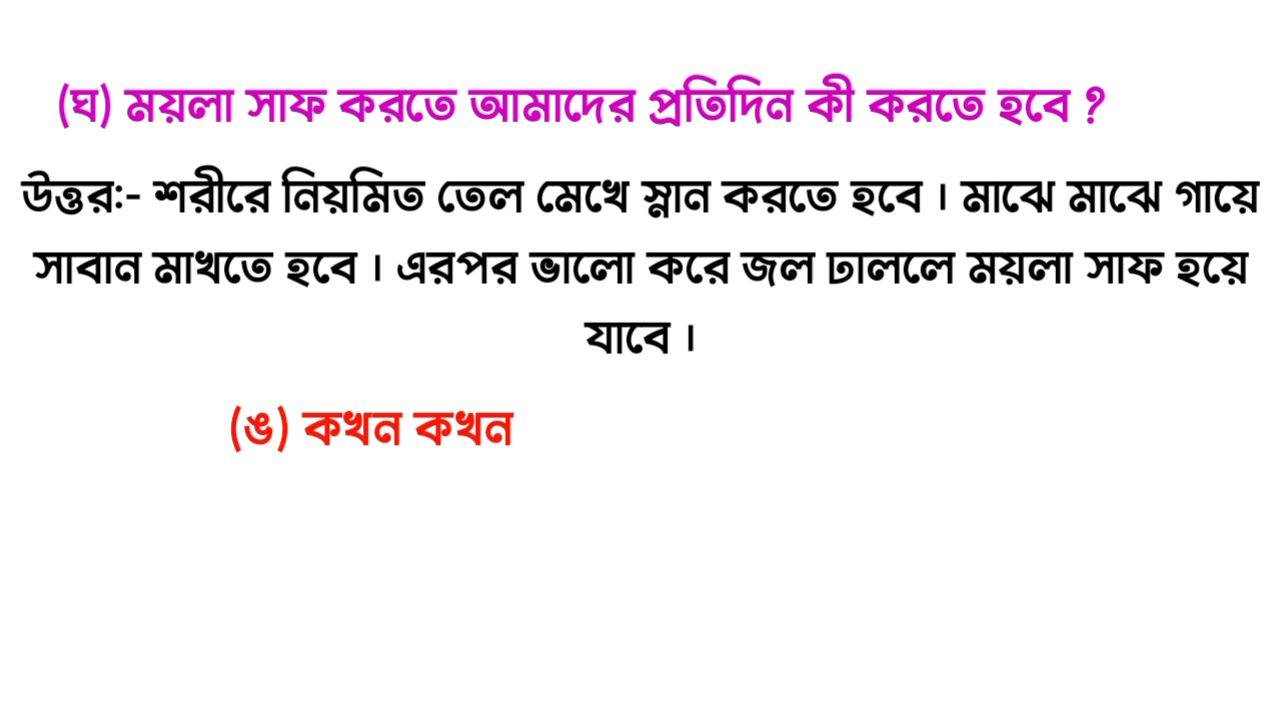 (ঘ) ময়লা সাফ করতে আমাদের প্রতিদিন কী করতে হবে ?
উত্তরঃ- শরীরে নিয়মিত তেল মেখে স্নান করতে হবে । মাঝে মাঝে গায়ে
সাবান মাখতে হবে । এরপর ভালো করে জল ঢাললে ময়লা সাফ হয়ে
যাবে ।
(ঙ) কখন কখন